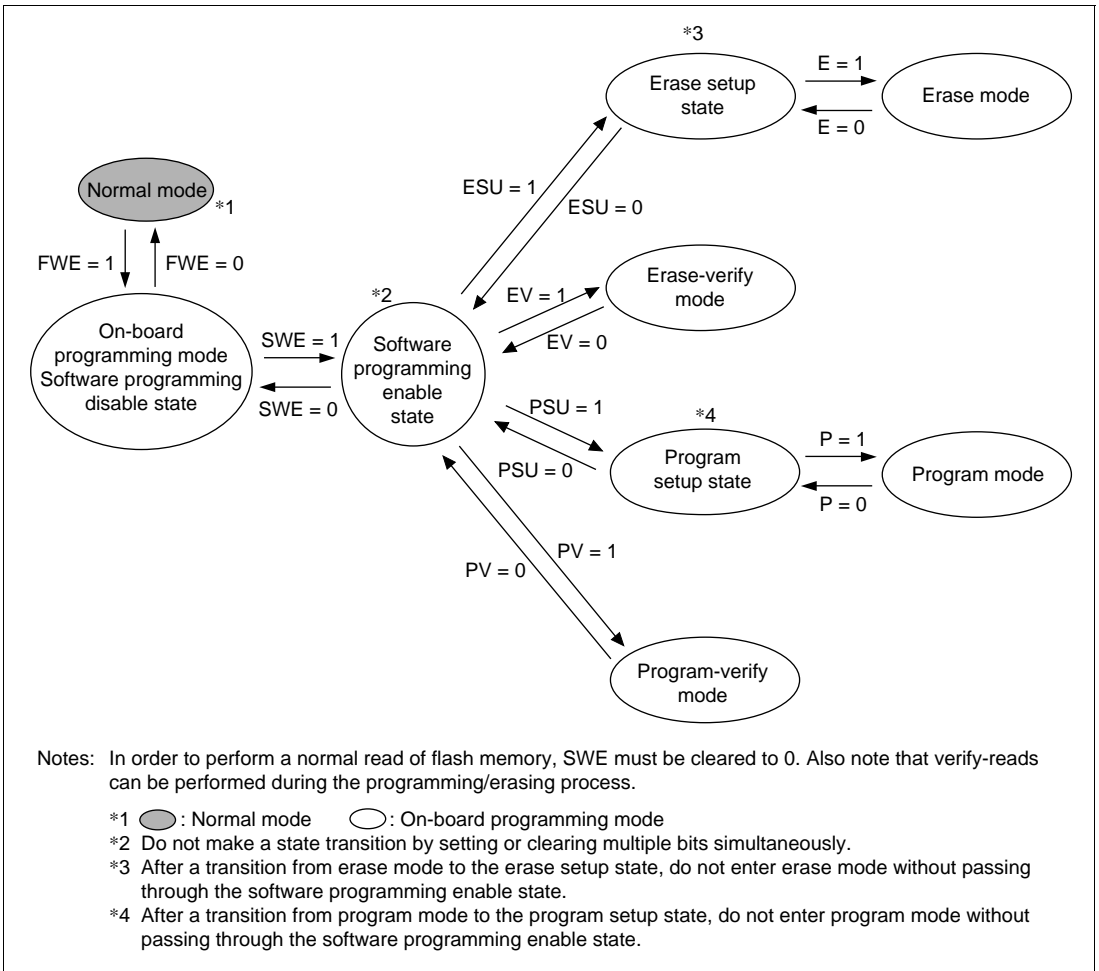 *3
Erase setup
state
E = 1
E = 0
Erase mode
Normal mode
*1
FWE = 1
FWE = 0
ESU = 1
ESU = 0
Erase-verify
mode
*2
EV = 1
EV = 0
On-board
programming mode
Software programming
disable state
SWE = 1
SWE = 0
Software
programming
enable
state
PSU = 1
PSU = 0
*4
Program
setup state
P = 1
P = 0
Program mode
PV = 1
PV = 0
Program-verify
mode
Notes: In order to perform a normal read of flash memory, SWE must be cleared to 0. Also note that verify-reads
can be performed during the programming/erasing process.
*1 : Normal mode : On-board programming mode
*2 Do not make a state transition by setting or clearing multiple bits simultaneously.
*3 After a transition from erase mode to the erase setup state, do not enter erase mode without passing
through the software programming enable state.
*4 After a transition from program mode to the program setup state, do not enter program mode without
passing through the software programming enable state.